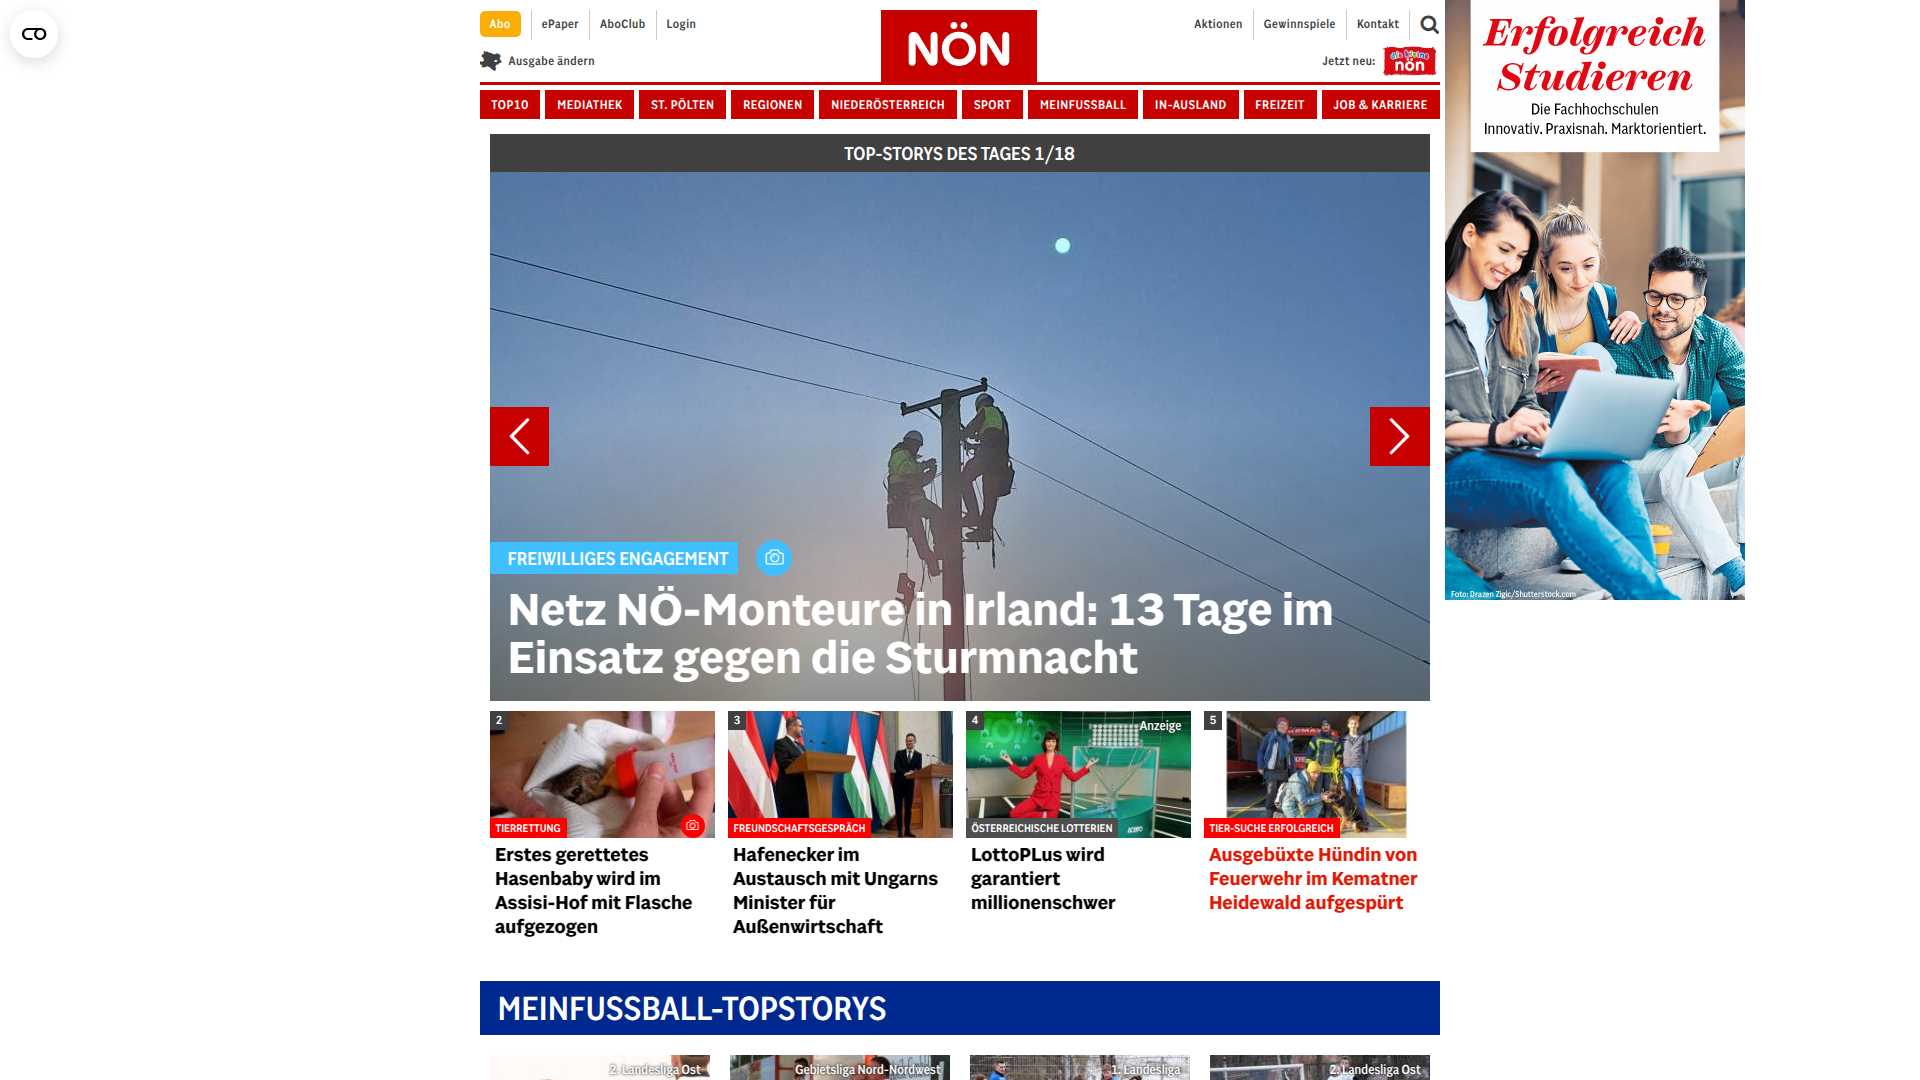 Abo
ePaper
AboClub
Login
Ausgabe ändern
NÖN
Aktionen
Gewinnspiele
Kontakt
Jetzt neu:
die kleine
nön
TOP10
MEDIATHEK
ST. PÖLTEN
REGIONEN
NIEDERÖSTERREICH
SPORT
MEINFUSSBALL
IN-AUSLAND
FREIZEIT
JOB & KARRIERE
TOP-STORYS DES TAGES 1/18
FREIWILLIGES ENGAGEMENT
Netz NÖ-Monteure in Irland: 13 Tage im
Einsatz gegen die Sturmnacht
2
TIERRETTUNG
Erstes gerettetes
Hasenbaby wird im
Assisi-Hof mit Flasche
aufgezogen
3
FREUNDSCHAFTSGESPRÄCH
Hafenecker im
Austausch mit Ungarns
Minister für
Außenwirtschaft
4
Anzeige
ÖSTERREICHISCHE LOTTERIEN
LottoPLus wird
garantiert
millionenschwer
5
TIER-SUCHE ERFOLGREICH
Ausgebüxte Hündin von
Feuerwehr im Kematner
Heidewald aufgespürt
MEINFUSSBALL-TOPSTORYS
2. Landesliga Ost
Gebietsliga Nord-Nordwest
1. Landesliga
2. Landesliga Ost
Erfolgreich
Studieren
Die Fachhochschulen
Innovativ. Praxisnah. Marktorientiert.
Foto: Drazen Zigic/Shutterstock.com